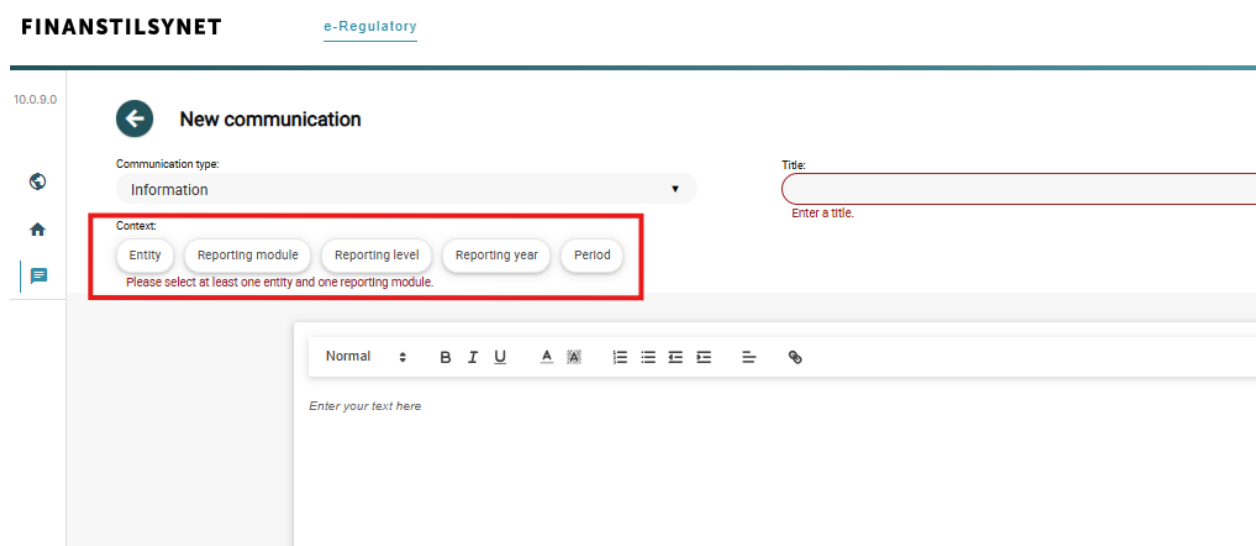 FINANSTILSYNET
e-Regulatory
10.0.9.0
New communication
Communication type:
Information
Title:
Enter a title.
Context:
Entity
Reporting module
Reporting level
Reporting year
Period
Please select at least one entity and one reporting module.
Normal
B I U A A
Enter your text here